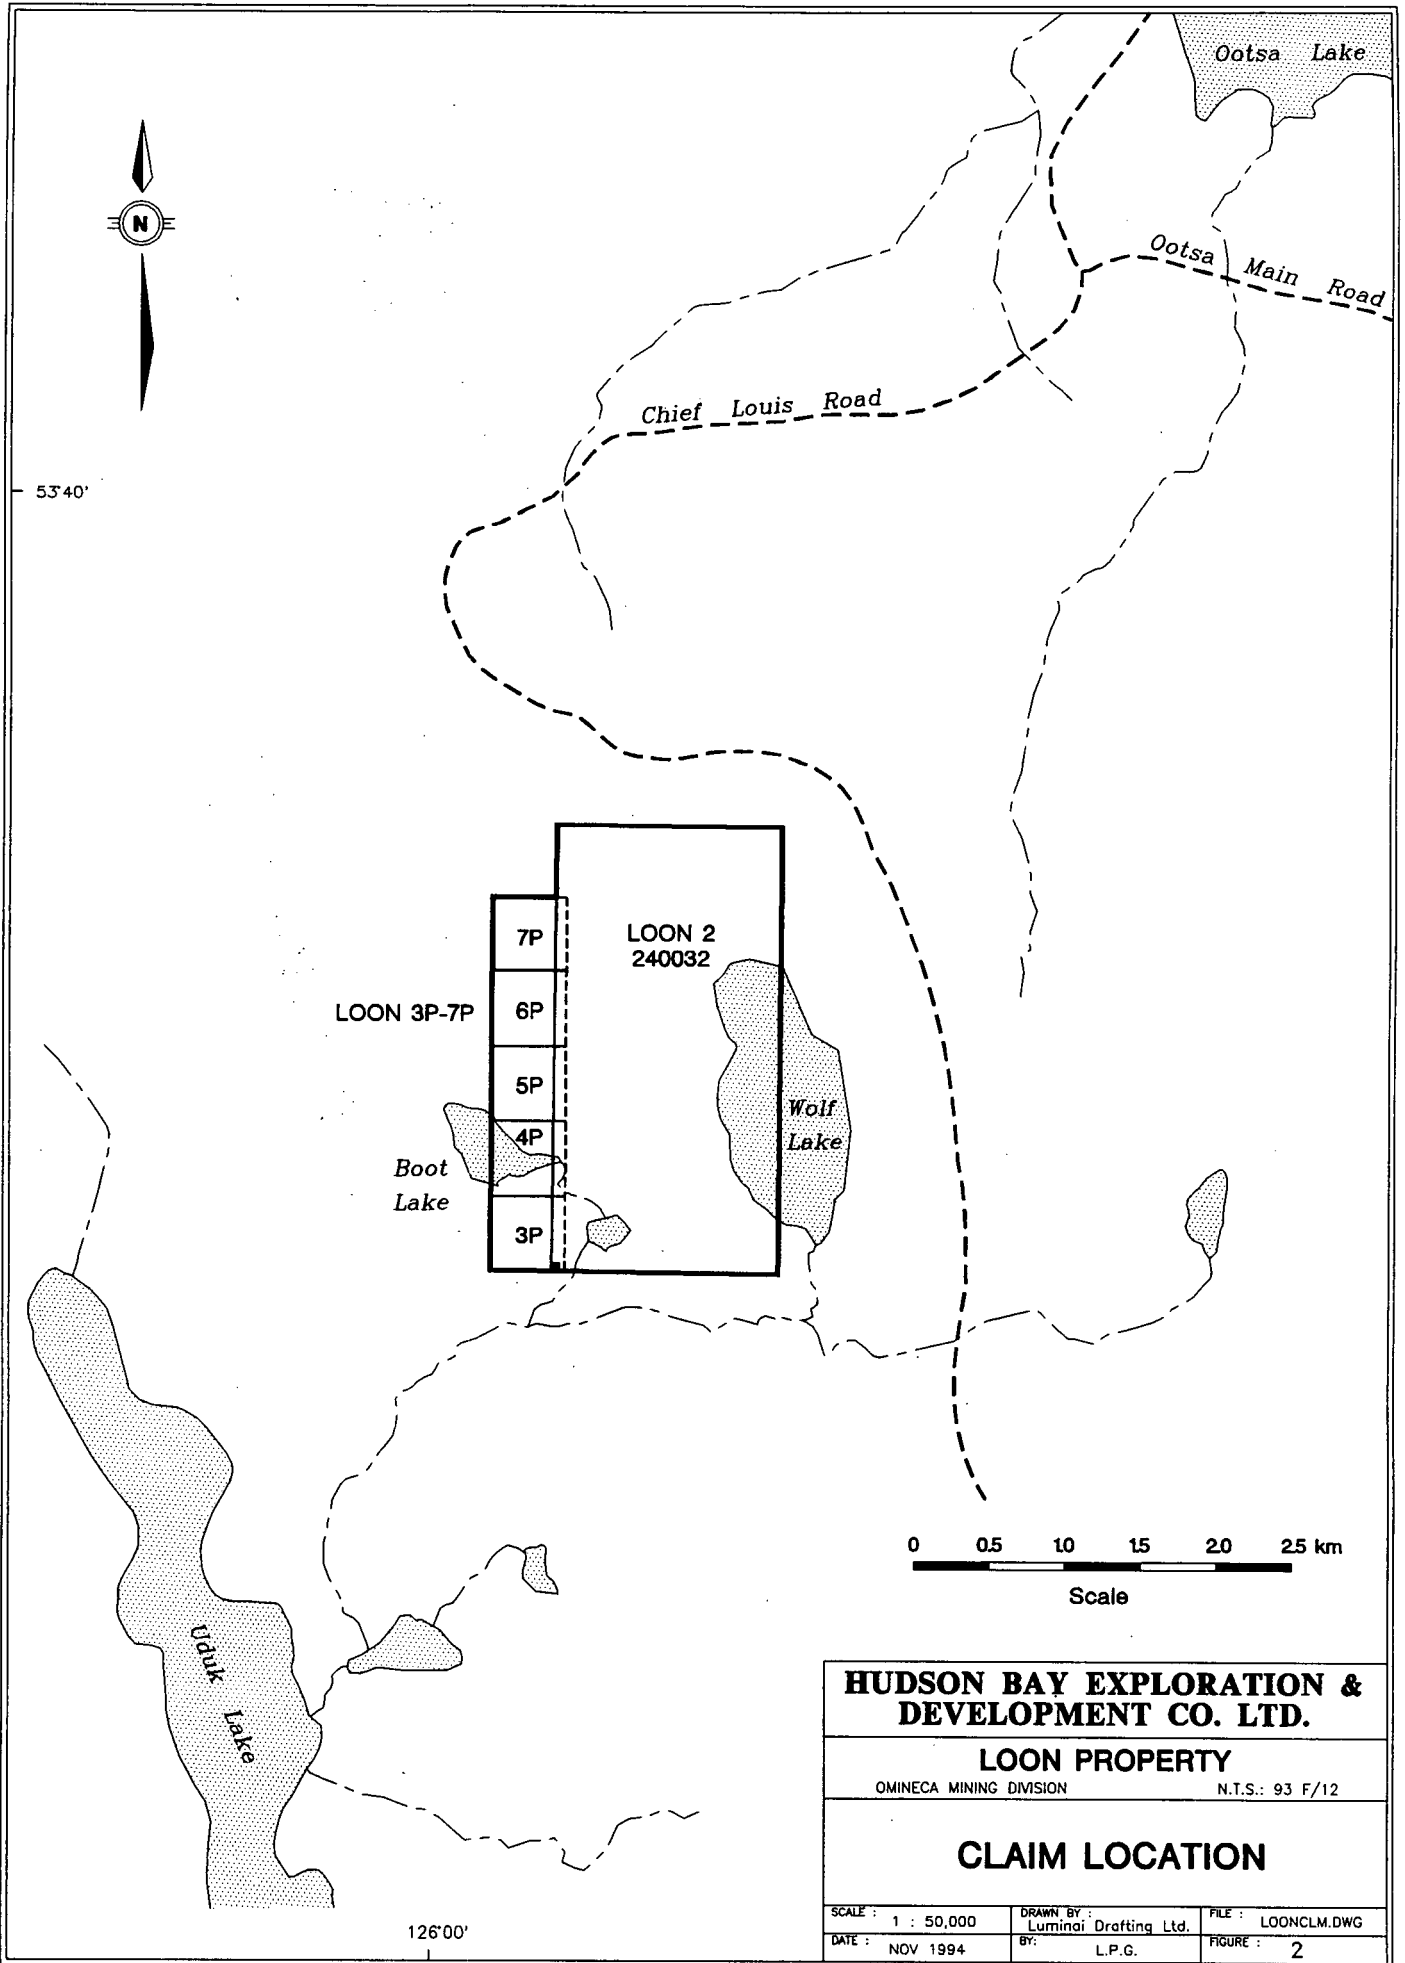 Ootsa Lake
N
Ootsa Main Road
Chief Louis Road
53°40'
7P
LOON 2
240032
LOON 3P-7P
6P
5P
Wolf
Lake
4P
Boot
Lake
3P
0 0.5 1.0 1.5 2.0 2.5 km
Scale
Uduk Lake
HUDSON BAY EXPLORATION &
DEVELOPMENT CO. LTD.
LOON PROPERTY
OMINECA MINING DIVISION N.T.S.: 93 F/12
CLAIM LOCATION
SCALE : 1 : 50,000 DRAWN BY : Luminai Drafting Ltd. FILE : LOONCLM.DWG
DATE : NOV 1994 BY: L.P.G. FIGURE : 2
126°00'